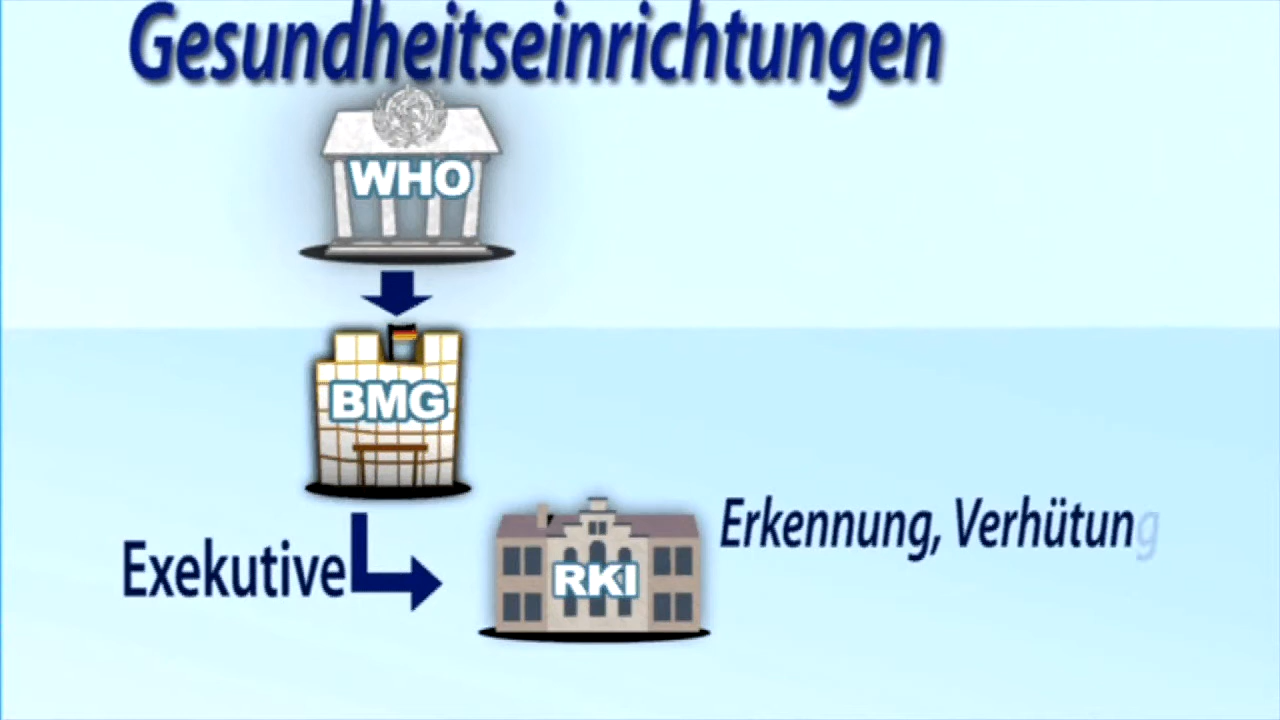 Gesundheitseinrichtungen
WHO
BMG
Exekutive
RKI
Erkennung, Verhütung